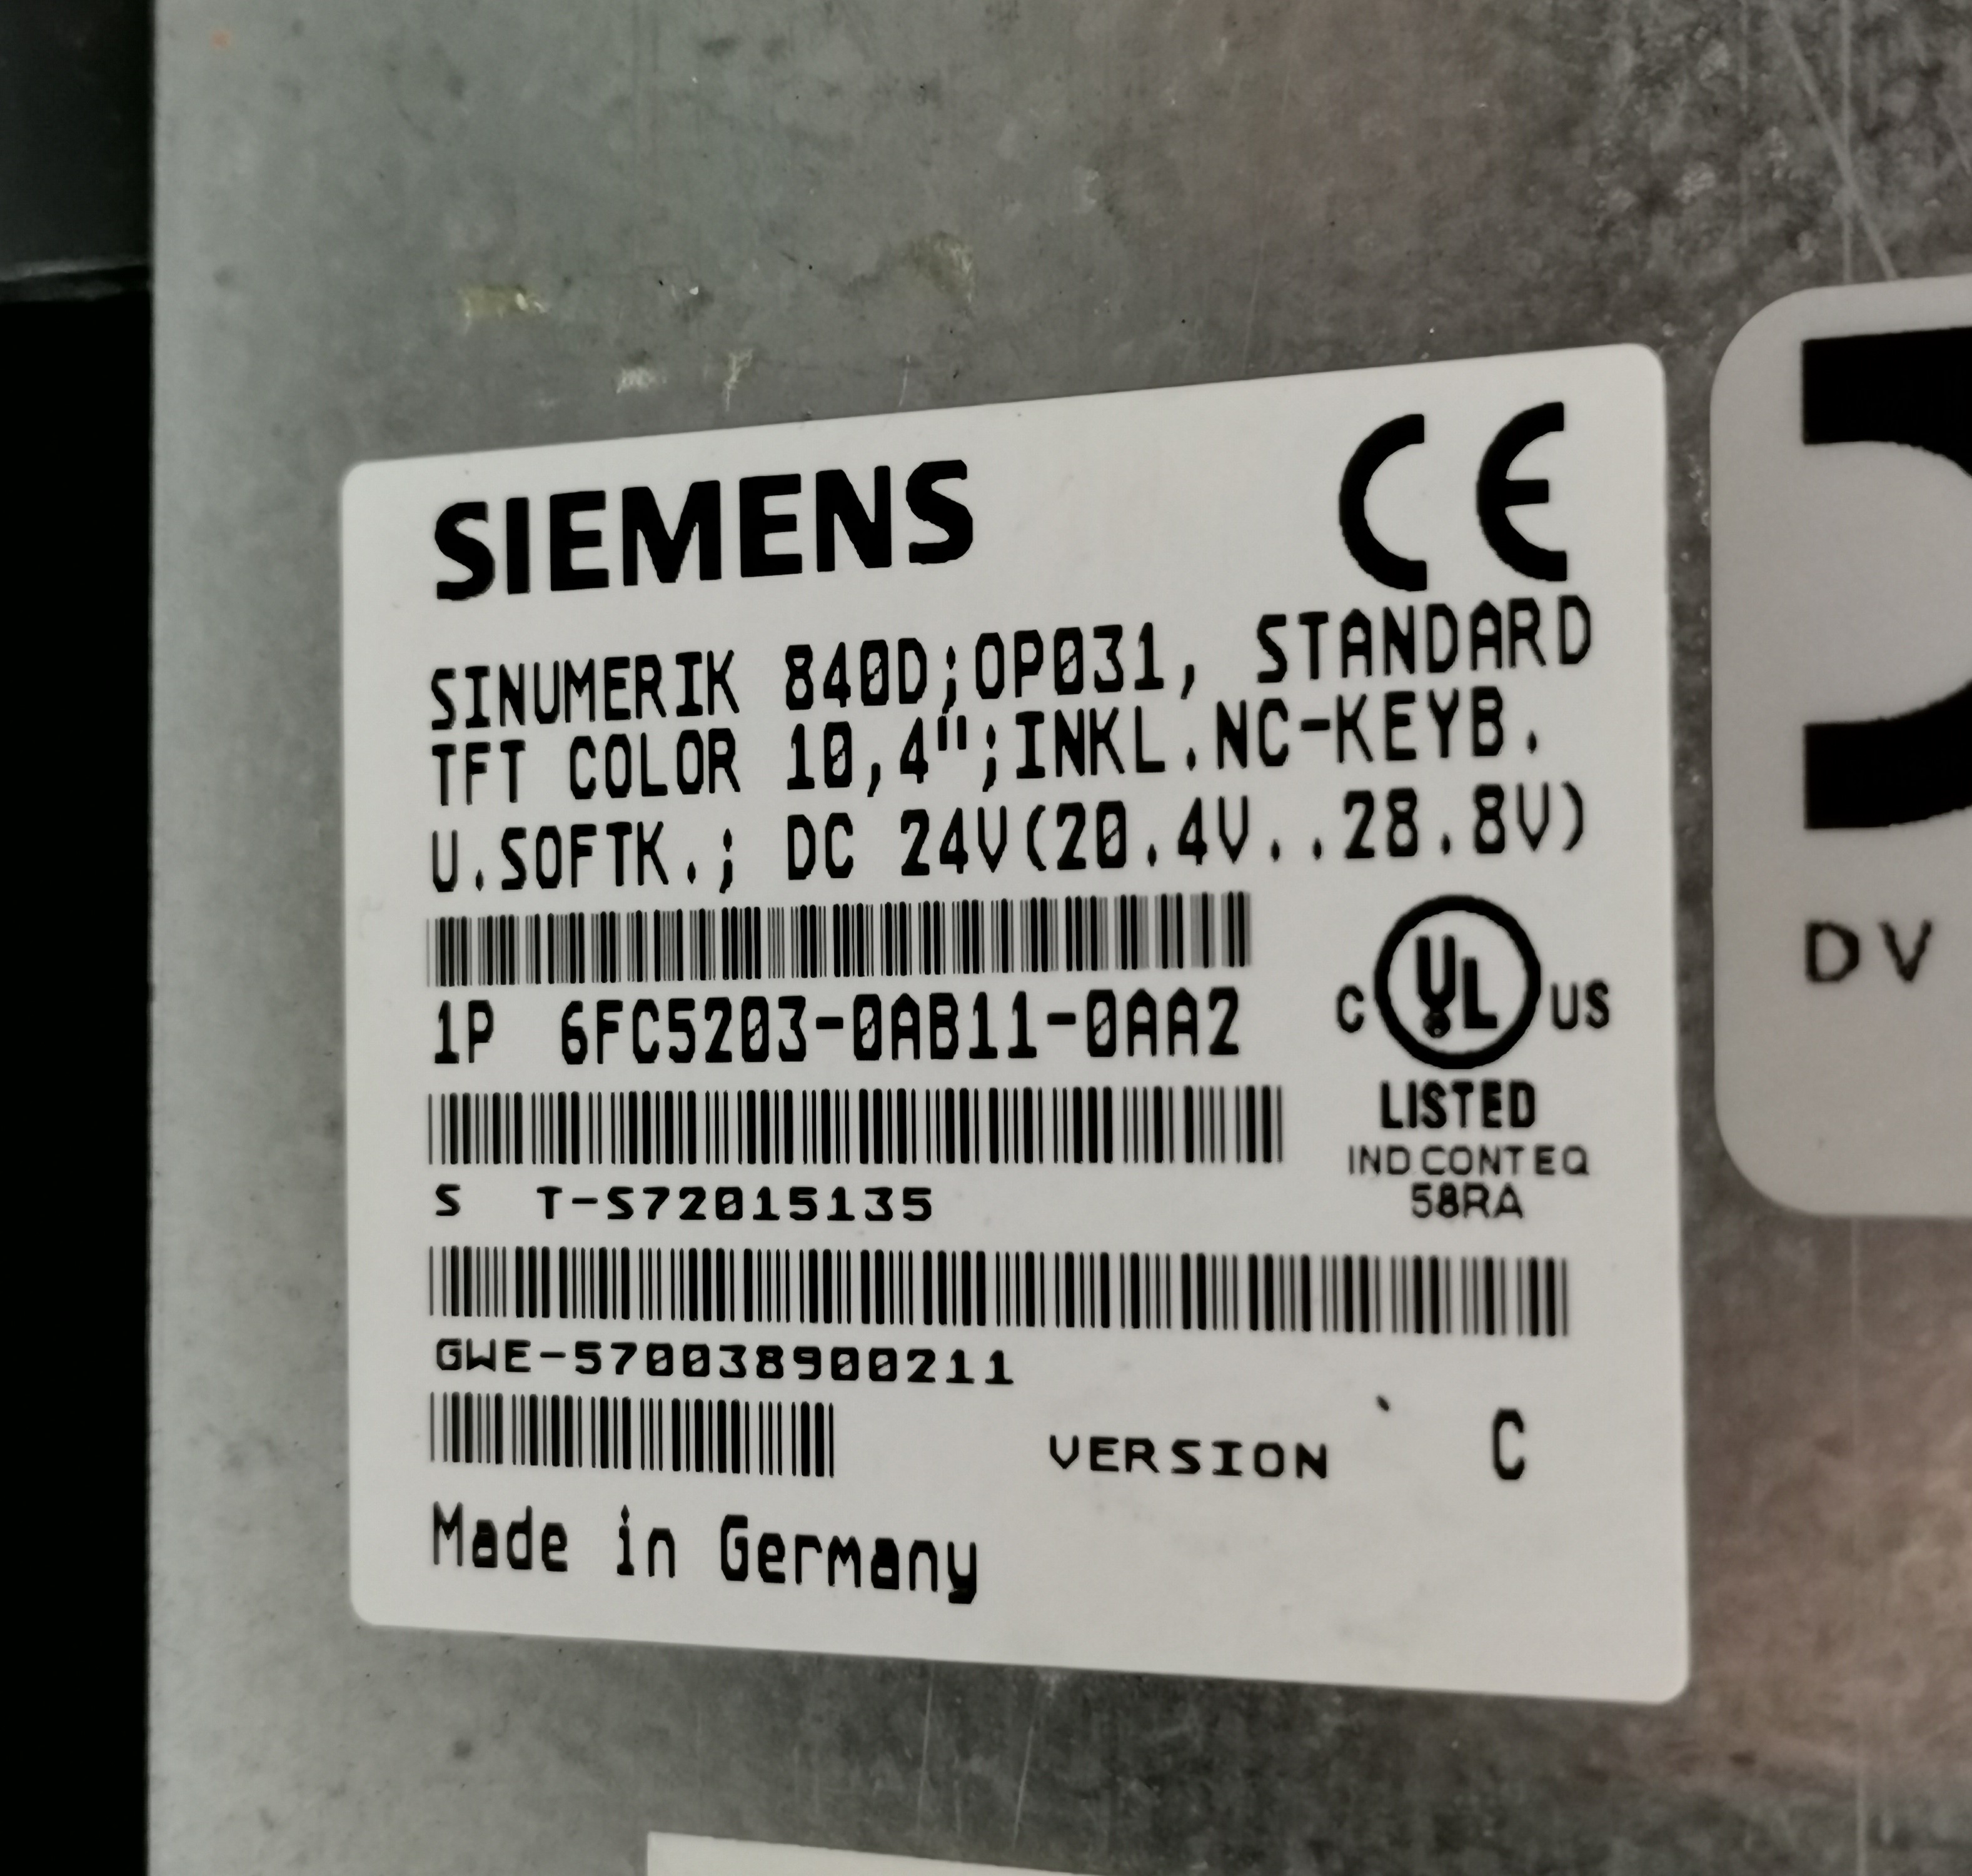 SIEMENS
CE
SINUMERIK 840D;OP031, STANDARD
TFT COLOR 10,4";INKL.NC-KEYB.
U.SOFTK.; DC 24V(20.4V..28.8V)
1P 6FC5203-0AB11-0AA2
C UL US
LISTED
IND.CONT.EQ
58RA
S T-S72015135
GWE-570038900211
VERSION C
Made in Germany
DV